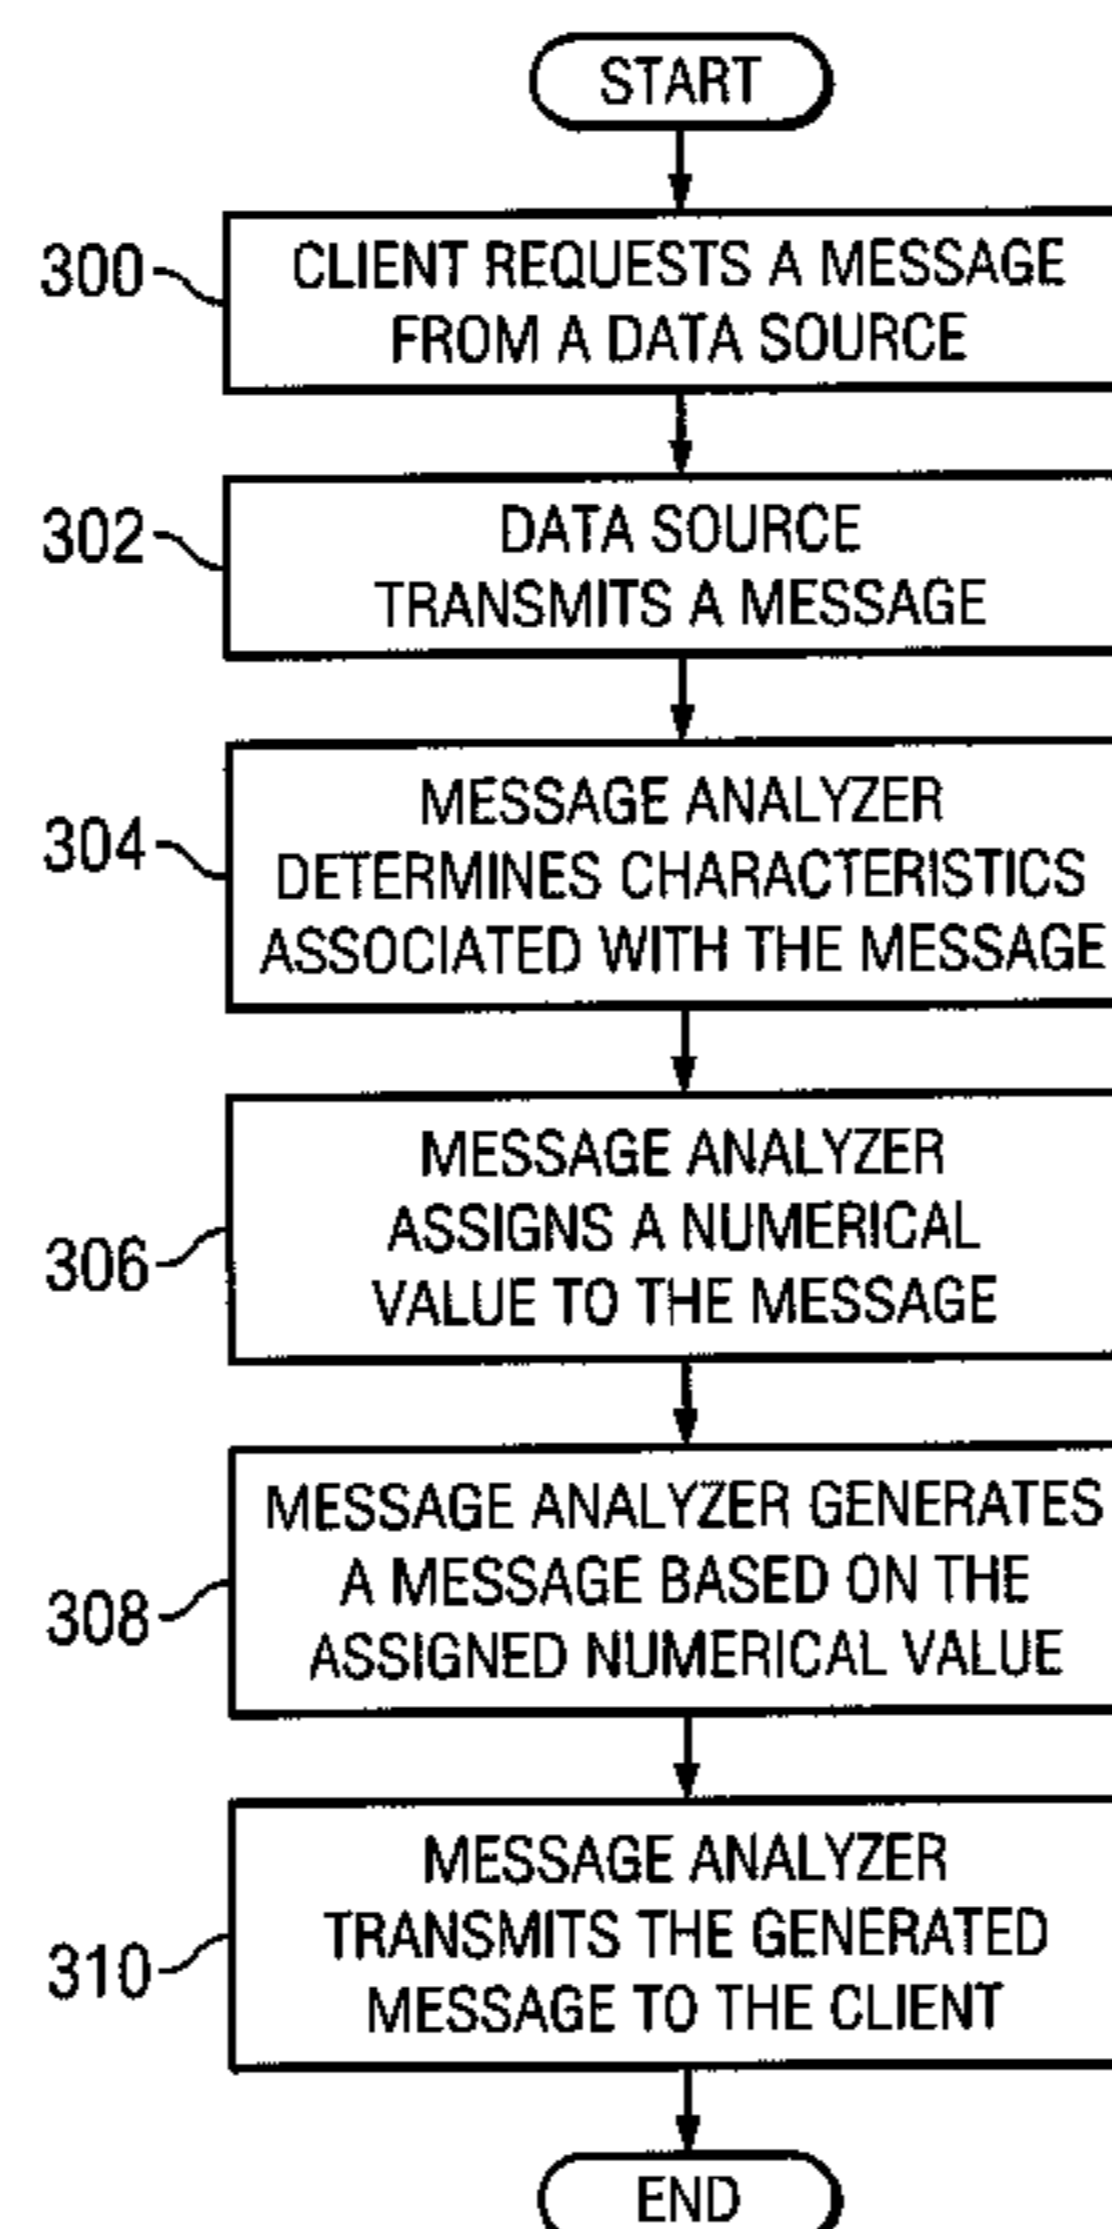 START
300
CLIENT REQUESTS A MESSAGE
FROM A DATA SOURCE
302
DATA SOURCE
TRANSMITS A MESSAGE
304
MESSAGE ANALYZER
DETERMINES CHARACTERISTICS
ASSOCIATED WITH THE MESSAGE
306
MESSAGE ANALYZER
ASSIGNS A NUMERICAL
VALUE TO THE MESSAGE
308
MESSAGE ANALYZER GENERATES
A MESSAGE BASED ON THE
ASSIGNED NUMERICAL VALUE
310
MESSAGE ANALYZER
TRANSMITS THE GENERATED
MESSAGE TO THE CLIENT
END